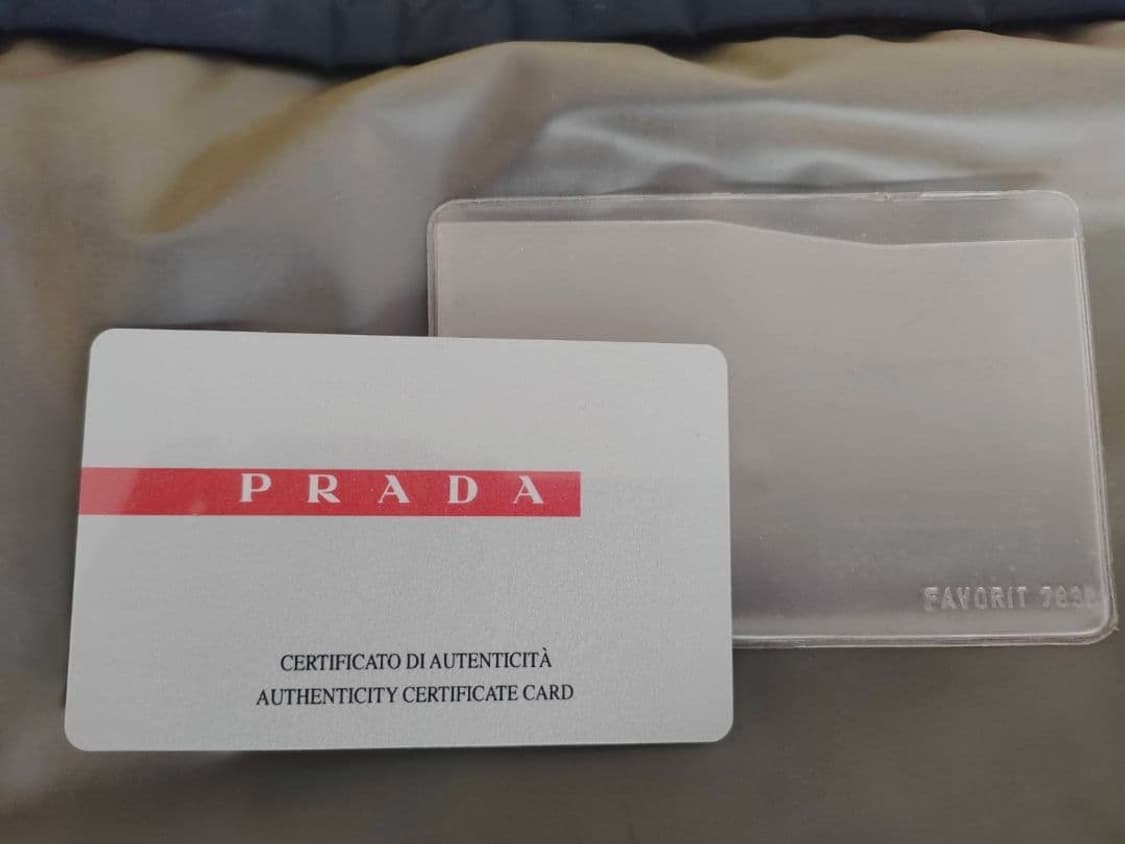 PRADA
CERTIFICATO DI AUTENTICITÀ
AUTHENTICITY CERTIFICATE CARD
FAVORIT